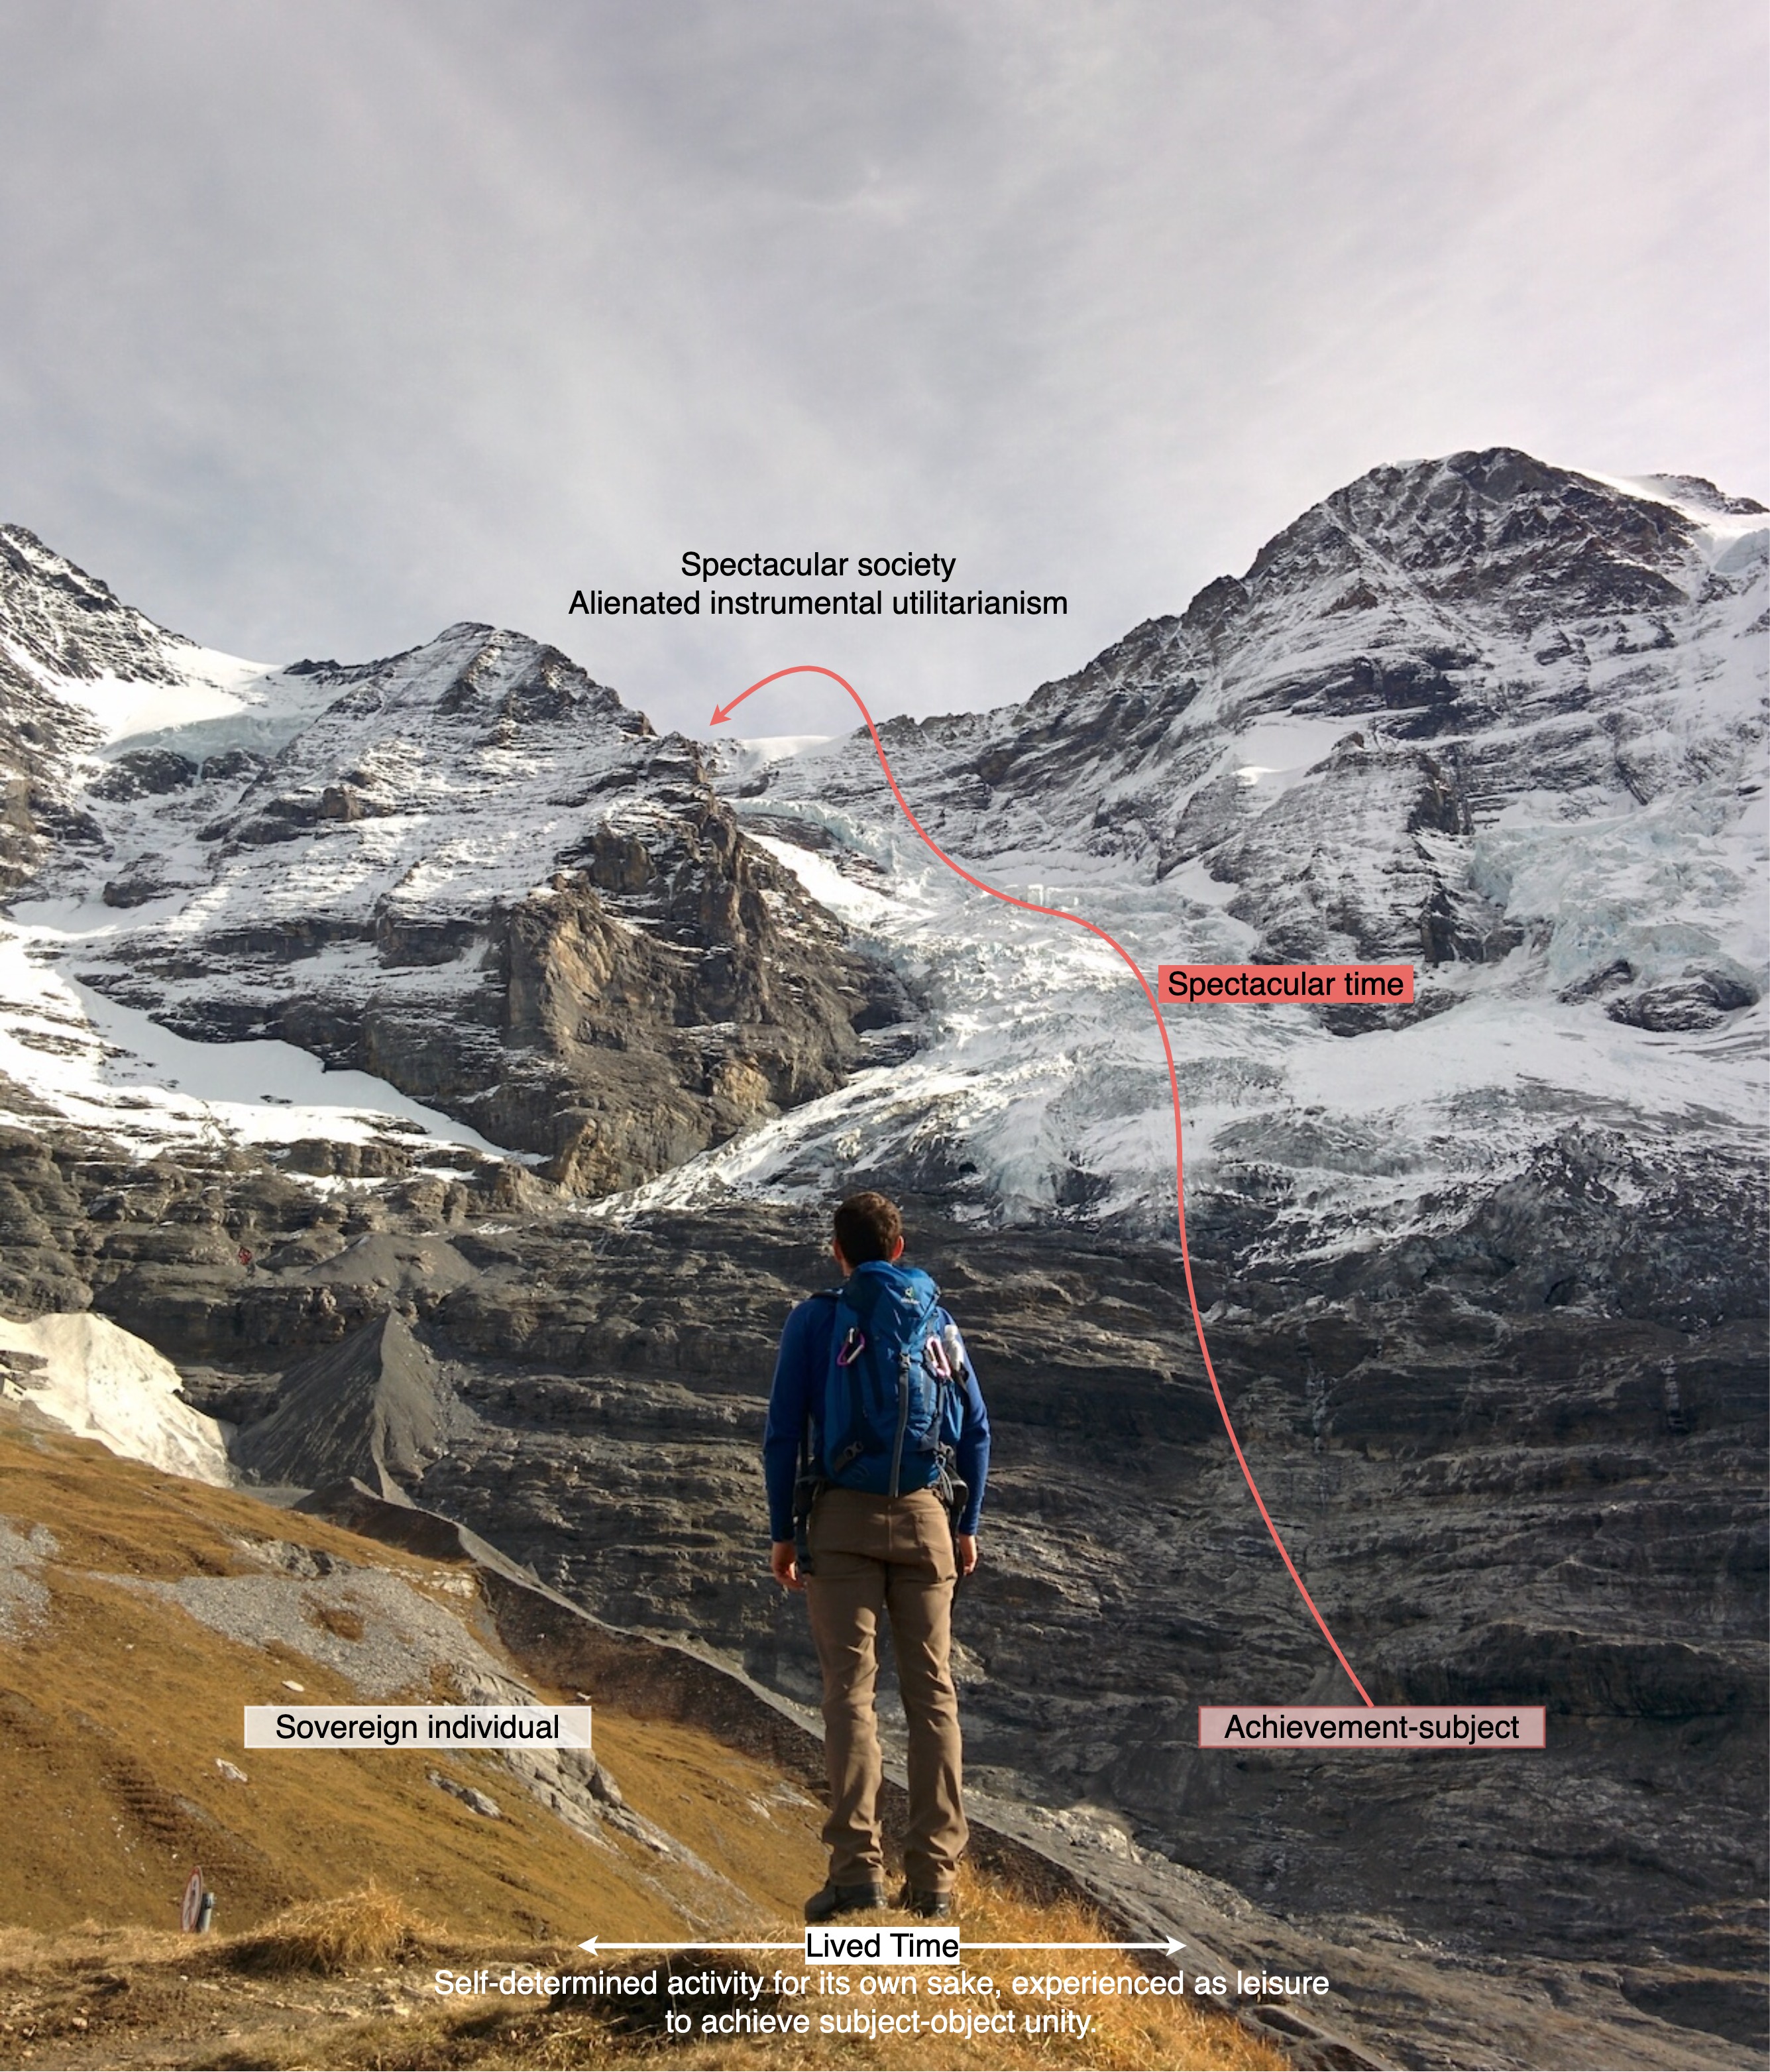 Spectacular society
Alienated instrumental utilitarianism
Spectacular time
Sovereign individual
Achievement-subject
Lived Time
Self-determined activity for its own sake, experienced as leisure
to achieve subject-object unity.